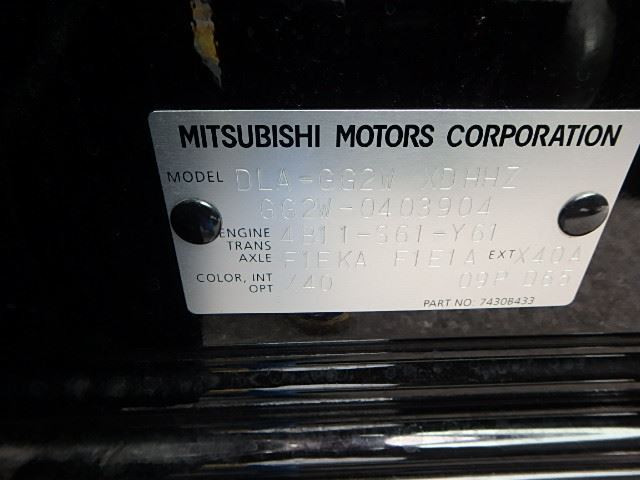 MITSUBISHI MOTORS CORPORATION
MODEL DLA-GG2W XDHHZ
GG2W-0403904
ENGINE 4B11-S61-Y61
TRANS AXLE F1EKA F1E1A EXT X40A
COLOR, INT OPT 740 09P D65
PART NO: 7430B433